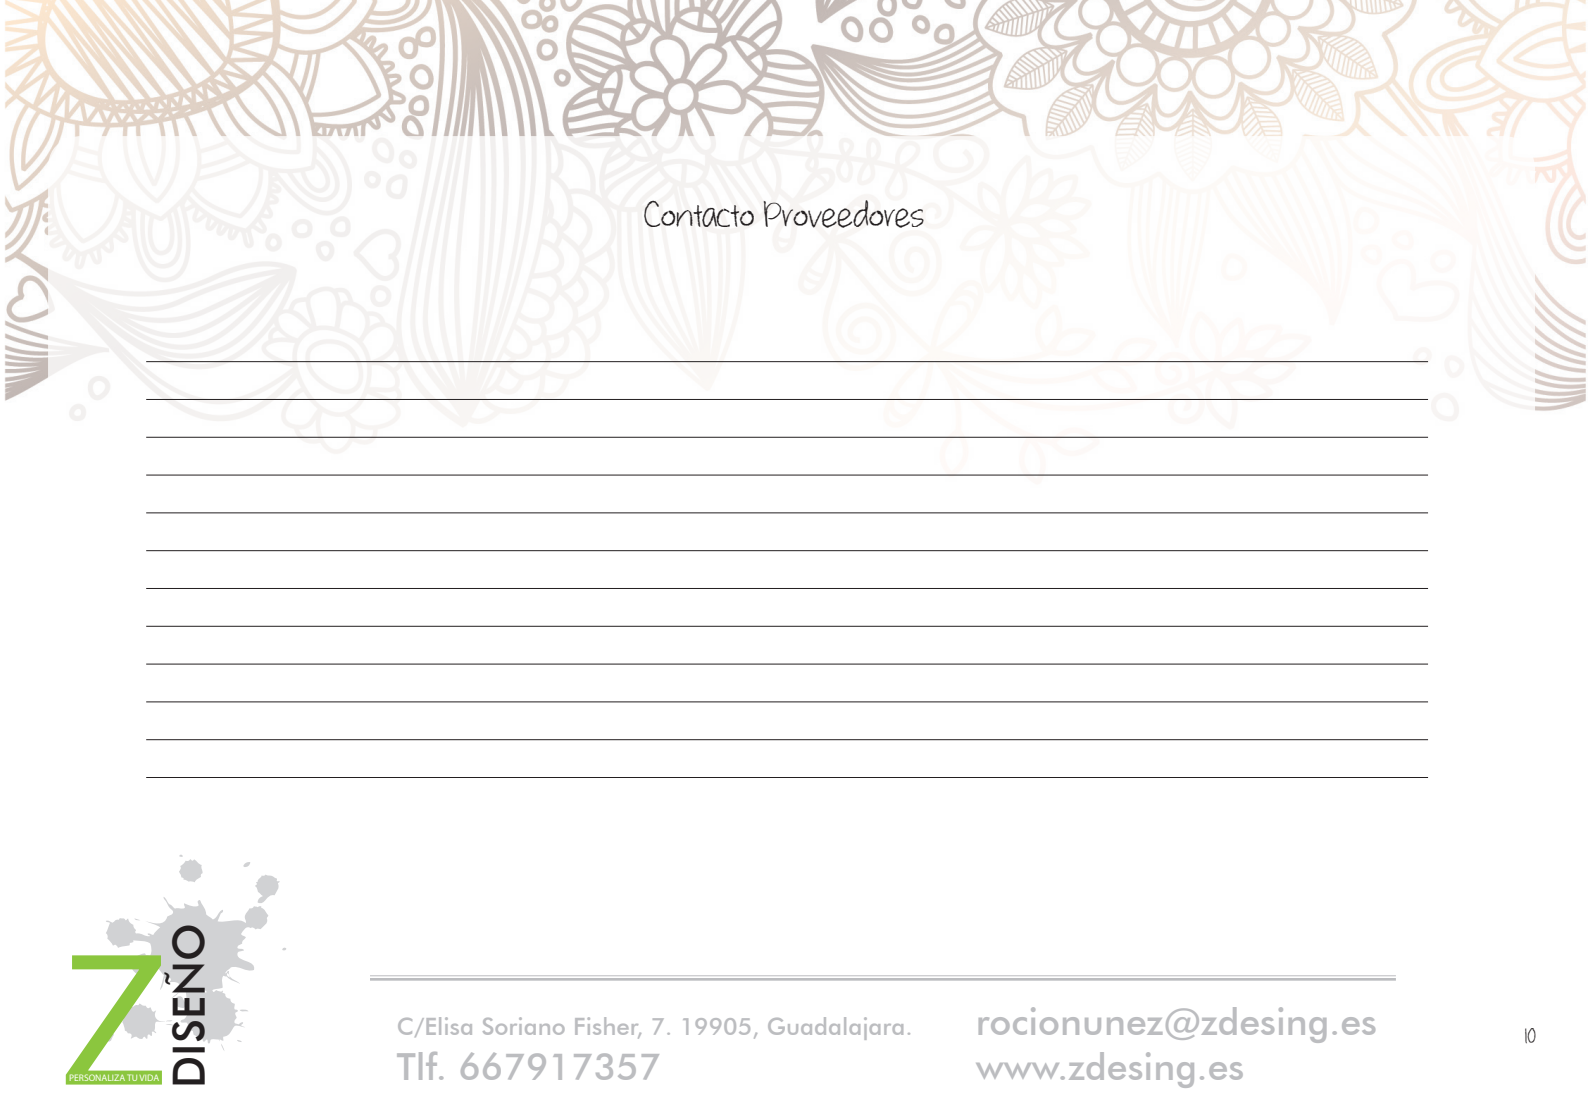 Contacto Proveedores
Z DISEÑO
PERSONALIZA TU VIDA
C/Elisa Soriano Fisher, 7. 19905, Guadalajara.
Tlf. 667917357
rocionunez@zdesing.es
www.zdesing.es
10